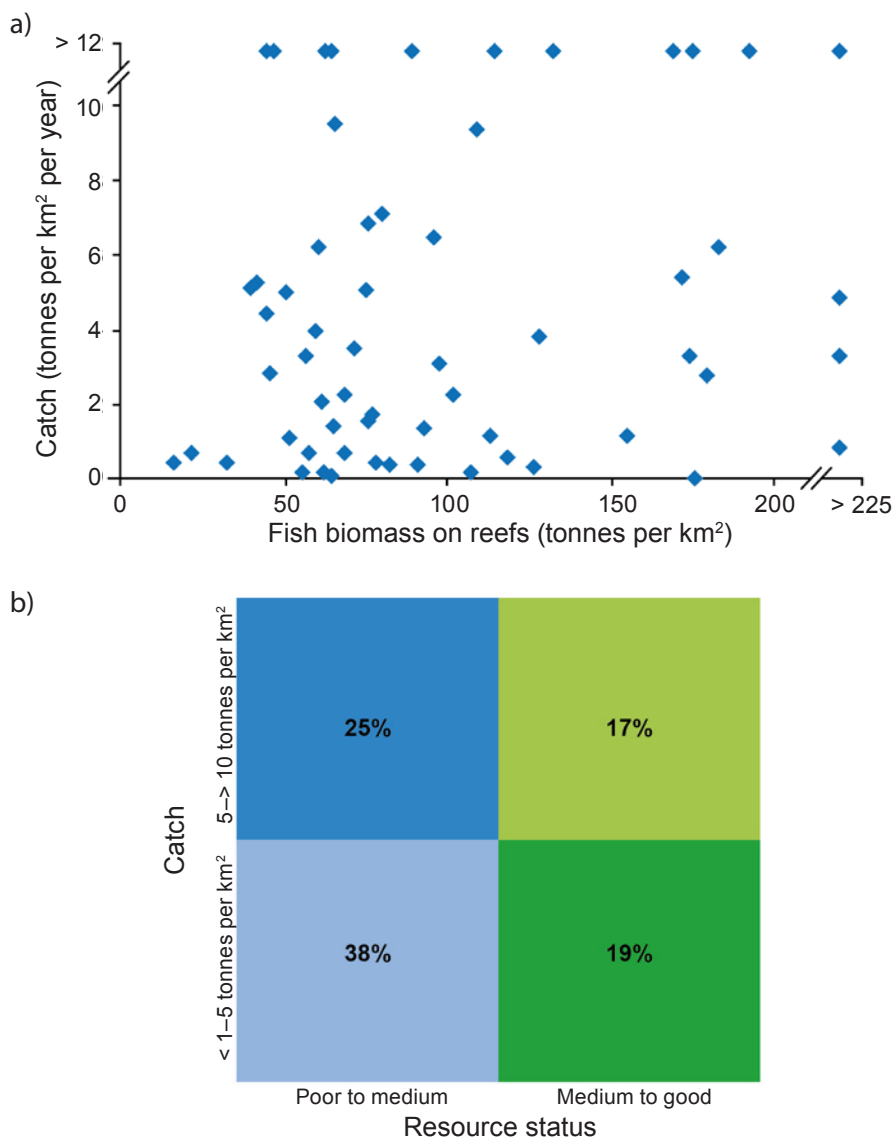 a)
> 12
10
8
6
4
2
0
Catch (tonnes per km² per year)
0 50 100 150 200 > 225
Fish biomass on reefs (tonnes per km²)
b)
5–> 10 tonnes per km²
< 1–5 tonnes per km²
Catch
25% 17%
38% 19%
Poor to medium Medium to good
Resource status